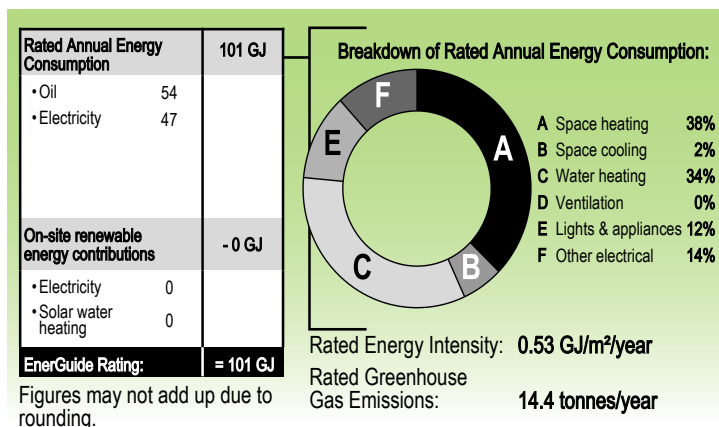 Rated Annual Energy
Consumption
101 GJ
• Oil 54
• Electricity 47
On-site renewable
energy contributions
- 0 GJ
• Electricity 0
• Solar water
heating 0
EnerGuide Rating: = 101 GJ
Figures may not add up due to
rounding.
Breakdown of Rated Annual Energy Consumption:
F
A
E
C
B
A Space heating 38%
B Space cooling 2%
C Water heating 34%
D Ventilation 0%
E Lights & appliances 12%
F Other electrical 14%
Rated Energy Intensity: 0.53 GJ/m²/year
Rated Greenhouse
Gas Emissions: 14.4 tonnes/year